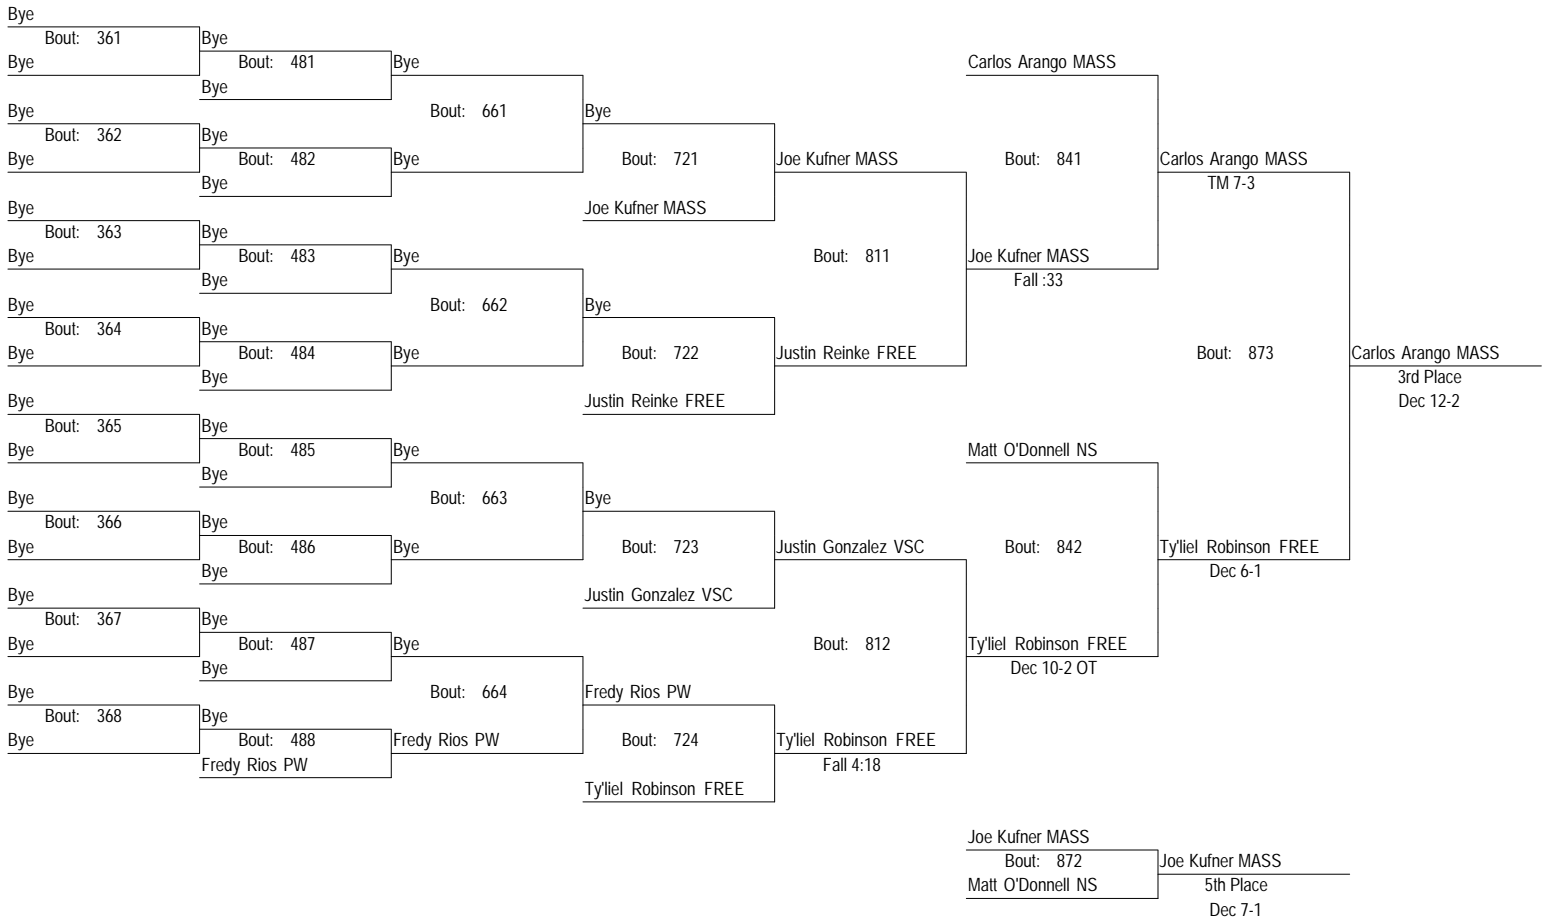 Bye
Bout: 361
Bye
Bye
Bout: 481
Bye
Bye
Bout: 362
Bye
Bye
Bout: 482
Bye
Bye
Bout: 661
Bye
Bye
Bout: 363
Bye
Bye
Bout: 483
Bye
Bye
Bout: 364
Bye
Bye
Bout: 484
Bye
Bye
Bout: 662
Bye
Bye
Bout: 721
Joe Kufner MASS
Bye
Bout: 722
Justin Reinke FREE
Joe Kufner MASS
Bout: 811
Justin Reinke FREE
Bye
Bout: 365
Bye
Bye
Bout: 485
Bye
Bye
Bout: 366
Bye
Bye
Bout: 486
Bye
Bye
Bout: 663
Bye
Bye
Bout: 367
Bye
Bye
Bout: 487
Bye
Bye
Bout: 368
Bye
Bye
Bout: 488
Fredy Rios PW
Bye
Bout: 664
Fredy Rios PW
Bye
Bout: 723
Justin Gonzalez VSC
Fredy Rios PW
Bout: 724
Ty'liel Robinson FREE
Justin Gonzalez VSC
Bout: 812
Ty'liel Robinson FREE
Fall 4:18
Carlos Arango MASS
Bout: 841
Joe Kufner MASS
Fall :33
Matt O'Donnell NS
Bout: 842
Ty'liel Robinson FREE
Dec 10-2 OT
Carlos Arango MASS
TM 7-3
Bout: 873
Ty'liel Robinson FREE
Dec 6-1
Carlos Arango MASS
3rd Place
Dec 12-2
Joe Kufner MASS
Bout: 872
Matt O'Donnell NS
Joe Kufner MASS
5th Place
Dec 7-1